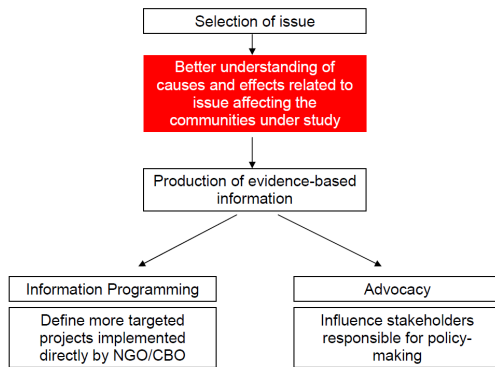 Selection of issue
Better understanding of
causes and effects related to
issue affecting the
communities under study
Production of evidence-based
information
Information Programming
Define more targeted
projects implemented
directly by NGO/CBO
Advocacy
Influence stakeholders
responsible for policy-
making